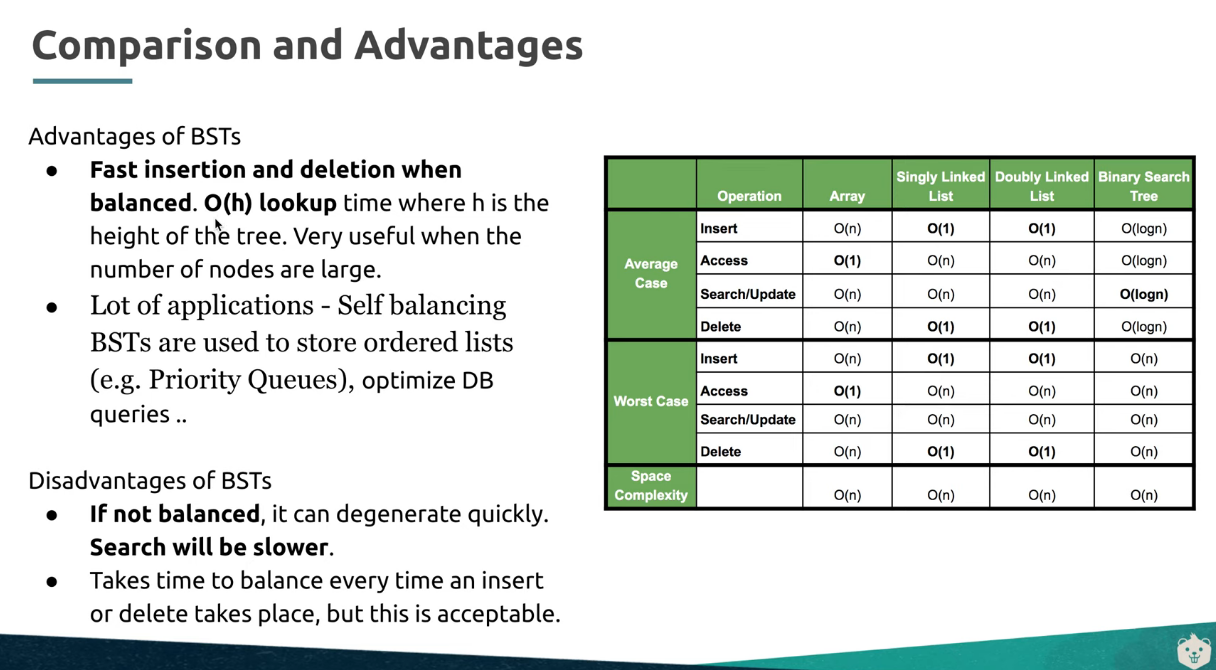 Comparison and Advantages
Advantages of BSTs
● Fast insertion and deletion when
balanced. O(h) lookup time where h is the
height of the tree. Very useful when the
number of nodes are large.
● Lot of applications - Self balancing
BSTs are used to store ordered lists
(e.g. Priority Queues), optimize DB
queries ..
Disadvantages of BSTs
● If not balanced, it can degenerate quickly.
Search will be slower.
● Takes time to balance every time an insert
or delete takes place, but this is acceptable.
Operation Array Singly Linked List Doubly Linked List Binary Search Tree
Average Case
Insert O(n) O(1) O(1) O(logn)
Access O(1) O(n) O(n) O(logn)
Search/Update O(n) O(n) O(n) O(logn)
Delete O(n) O(1) O(1) O(logn)
Worst Case
Insert O(n) O(1) O(1) O(n)
Access O(1) O(n) O(n) O(n)
Search/Update O(n) O(n) O(n) O(n)
Delete O(n) O(1) O(1) O(n)
Space Complexity O(n) O(n) O(n) O(n)